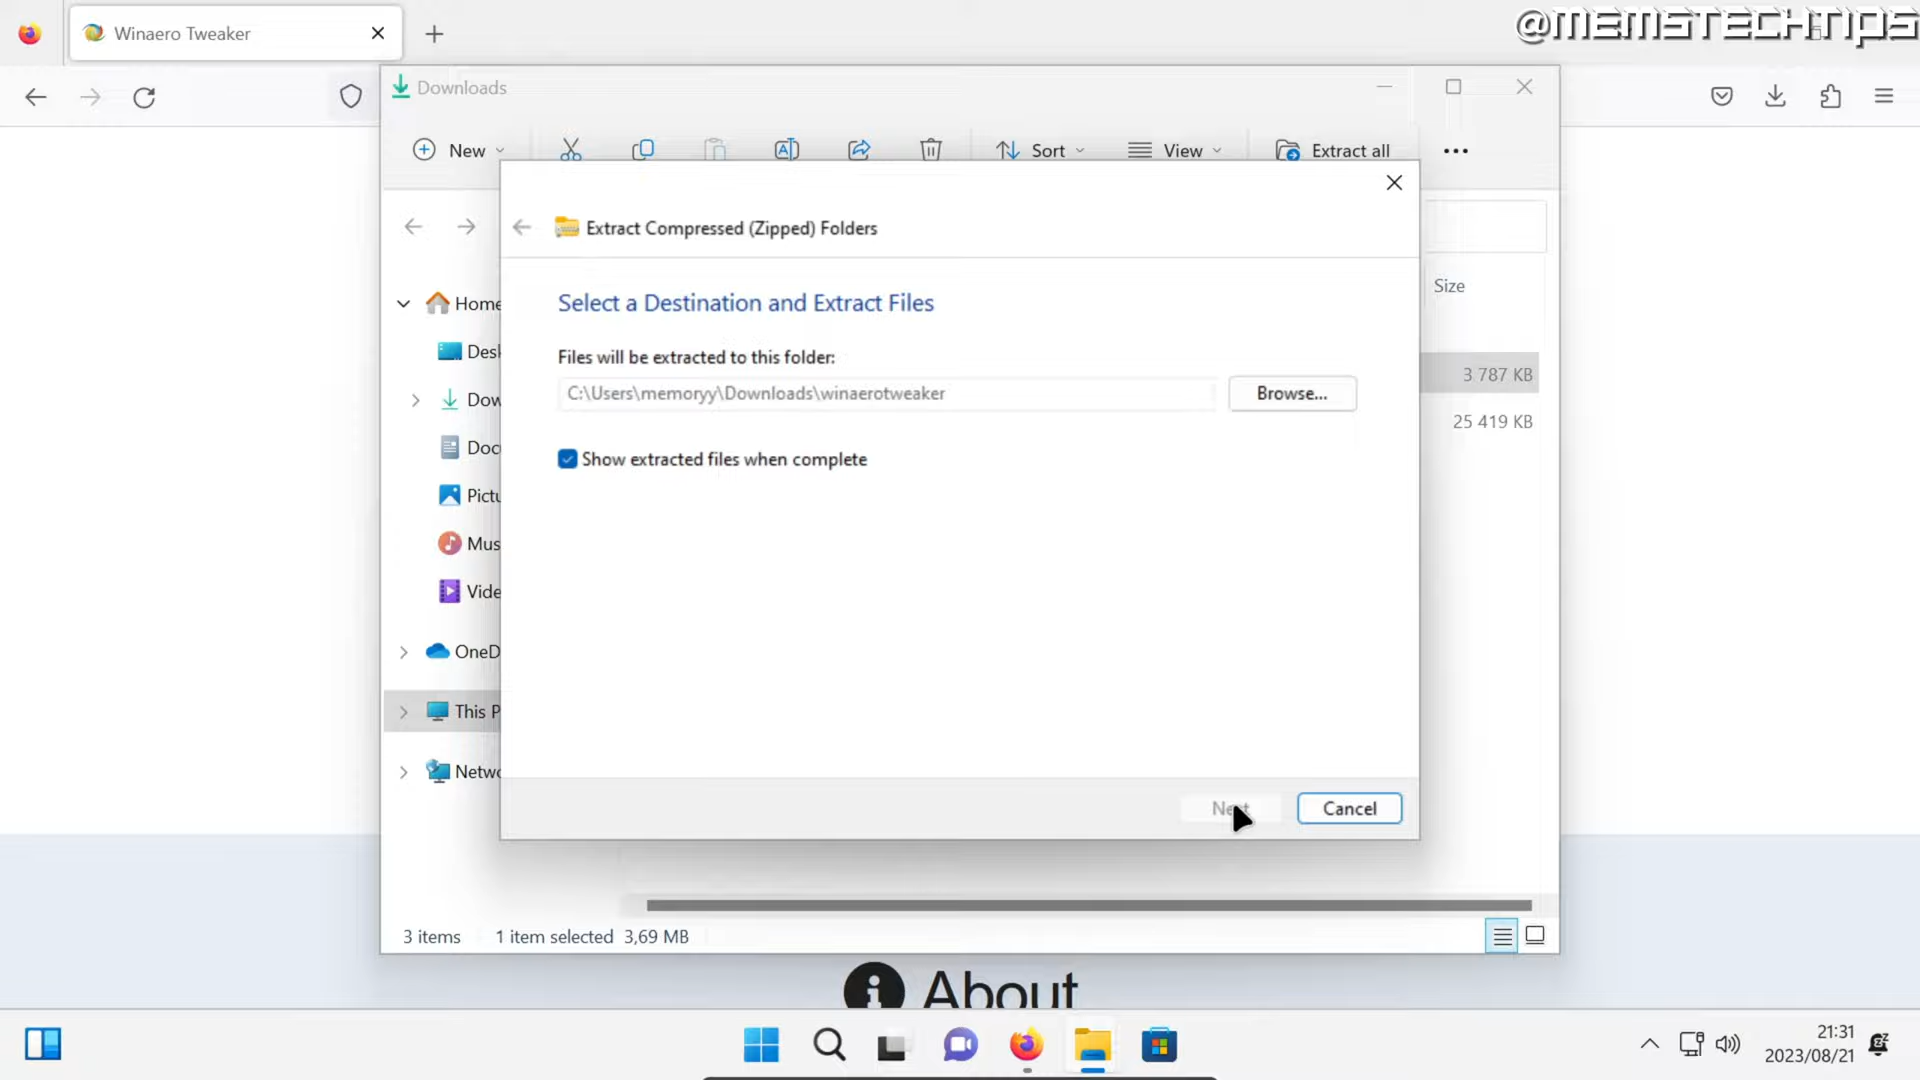 Winaero Tweaker
@MEMSTECHTIPS
Downloads
New
Sort
View
Extract all
Extract Compressed (Zipped) Folders
Home
Size
Select a Destination and Extract Files
Desk
Files will be extracted to this folder:
3 787 KB
C:\Users\memoryy\Downloads\winaerotweaker
Browse...
Dow
25 419 KB
Doc
Show extracted files when complete
Pictu
Mus
Vide
OneD
This P
Netwo
Next
Cancel
3 items
1 item selected 3,69 MB
About
21:31
2023/08/21